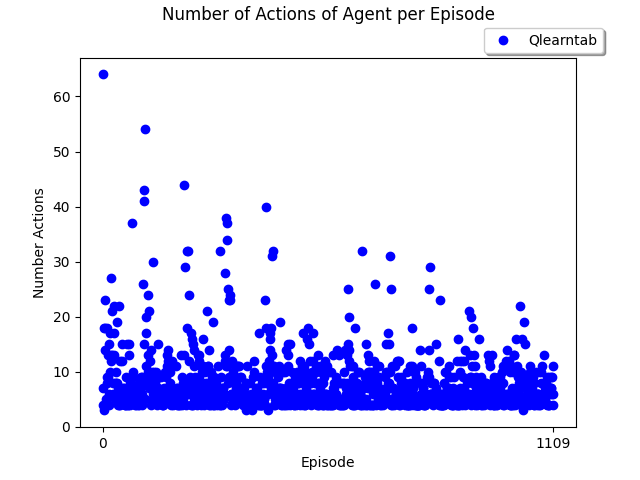 Number of Actions of Agent per Episode
Qlearntab
60
50
40
30
20
10
0
Number Actions
0
1109
Episode